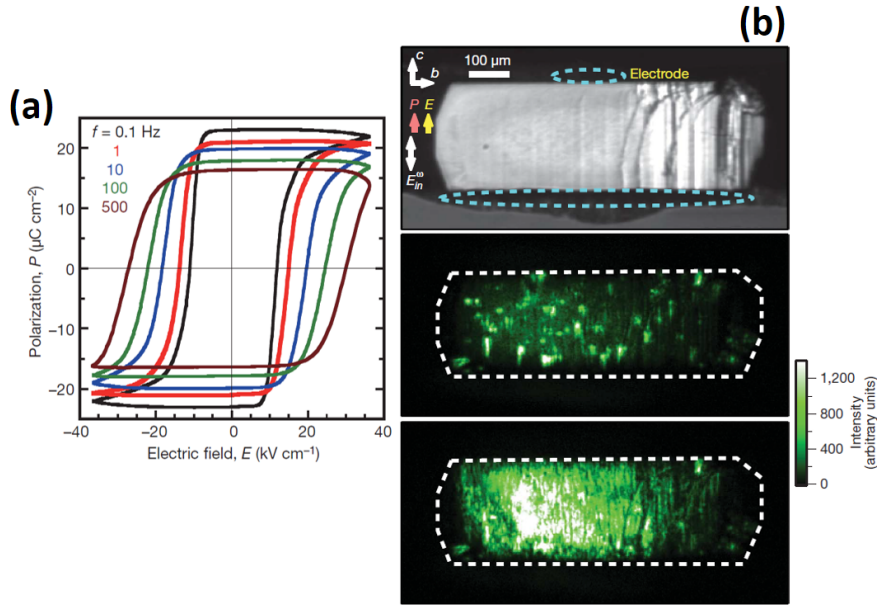 (a)
f = 0.1 Hz
1
10
100
500
20
10
0
−10
−20
−40
−20
0
20
40
Polarization, P (μC cm⁻²)
Electric field, E (kV cm⁻¹)
(b)
c
b
100 μm
Electrode
P E
E ω in
1,200
800
400
0
Intensity
(arbitrary units)